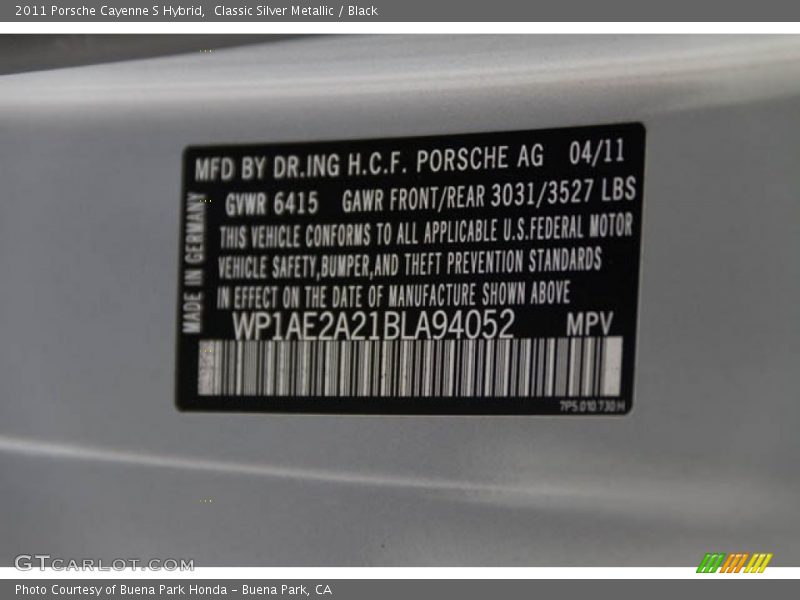 2011 Porsche Cayenne S Hybrid,  Classic Silver Metallic / Black
MFD BY DR.ING H.C.F. PORSCHE AG 04/11
GVWR 6415 GAWR FRONT/REAR 3031/3527 LBS
THIS VEHICLE CONFORMS TO ALL APPLICABLE U.S.FEDERAL MOTOR
VEHICLE SAFETY,BUMPER,AND THEFT PREVENTION STANDARDS
IN EFFECT ON THE DATE OF MANUFACTURE SHOWN ABOVE
MADE IN GERMANY
WP1AE2A21BLA94052 MPV
7P5.010.730H
GTCARLOT.COM
Photo Courtesy of Buena Park Honda - Buena Park, CA